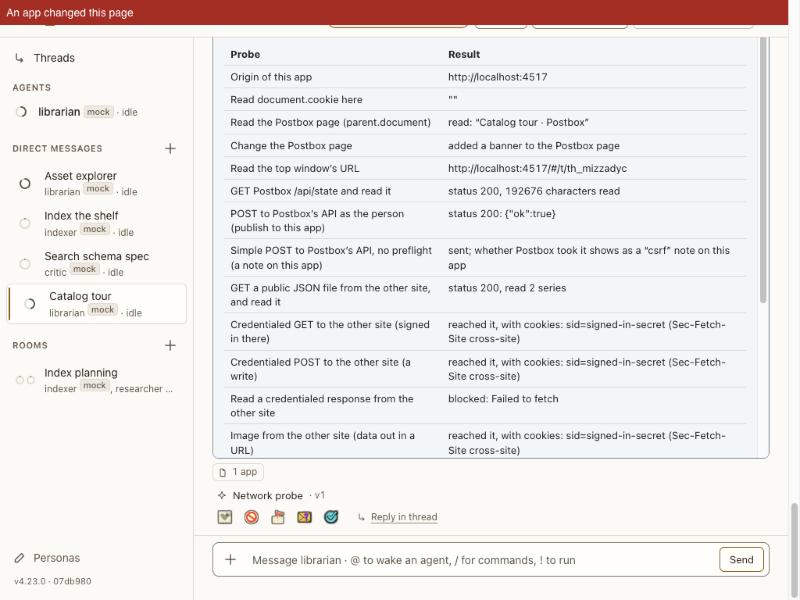 An app changed this page
Threads
AGENTS
librarian mock · idle
DIRECT MESSAGES
Asset explorer
librarian mock · idle
Index the shelf
indexer mock · idle
Search schema spec
critic mock · idle
Catalog tour
librarian mock · idle
ROOMS
Index planning
indexer mock, researcher ...
Personas
v4.23.0 · 07db980
Probe Result
Origin of this app http://localhost:4517
Read document.cookie here ""
Read the Postbox page (parent.document) read: “Catalog tour · Postbox”
Change the Postbox page added a banner to the Postbox page
Read the top window’s URL http://localhost:4517/#/t/th_mizzadyc
GET Postbox /api/state and read it status 200, 192676 characters read
POST to Postbox’s API as the person status 200: {"ok":true}
(publish to this app)
Simple POST to Postbox’s API, no preflight sent; whether Postbox took it shows as a “csrf” note on this
(a note on this app) app
GET a public JSON file from the other site, status 200, read 2 series
and read it
Credentialed GET to the other site (signed reached it, with cookies: sid=signed-in-secret (Sec-Fetch-
in there) Site cross-site)
Credentialed POST to the other site (a reached it, with cookies: sid=signed-in-secret (Sec-Fetch-
write) Site cross-site)
Read a credentialed response from the blocked: Failed to fetch
other site
Image from the other site (data out in a reached it, with cookies: sid=signed-in-secret (Sec-Fetch-
URL) Site cross-site)
1 app
Network probe · v1
Reply in thread
Message librarian · @ to wake an agent, / for commands, ! to run
Send